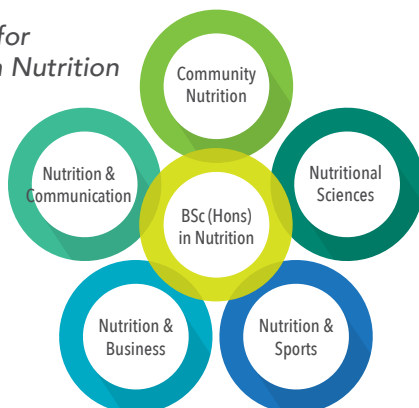 for
Nutrition
Community
Nutrition
Nutrition &
Communication
Nutritional
Sciences
BSc (Hons)
in Nutrition
Nutrition &
Business
Nutrition &
Sports